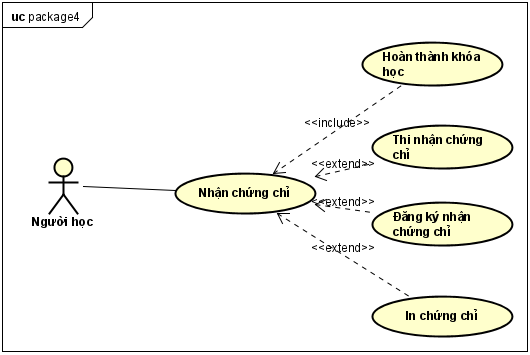 uc package4
Hoàn thành khóa
học
<<include>>
Thi nhận chứng
chỉ
<<extend>>
Nhận chứng chỉ
<<extend>>
Đăng ký nhận
chứng chỉ
Người học
<<extend>>
In chứng chỉ